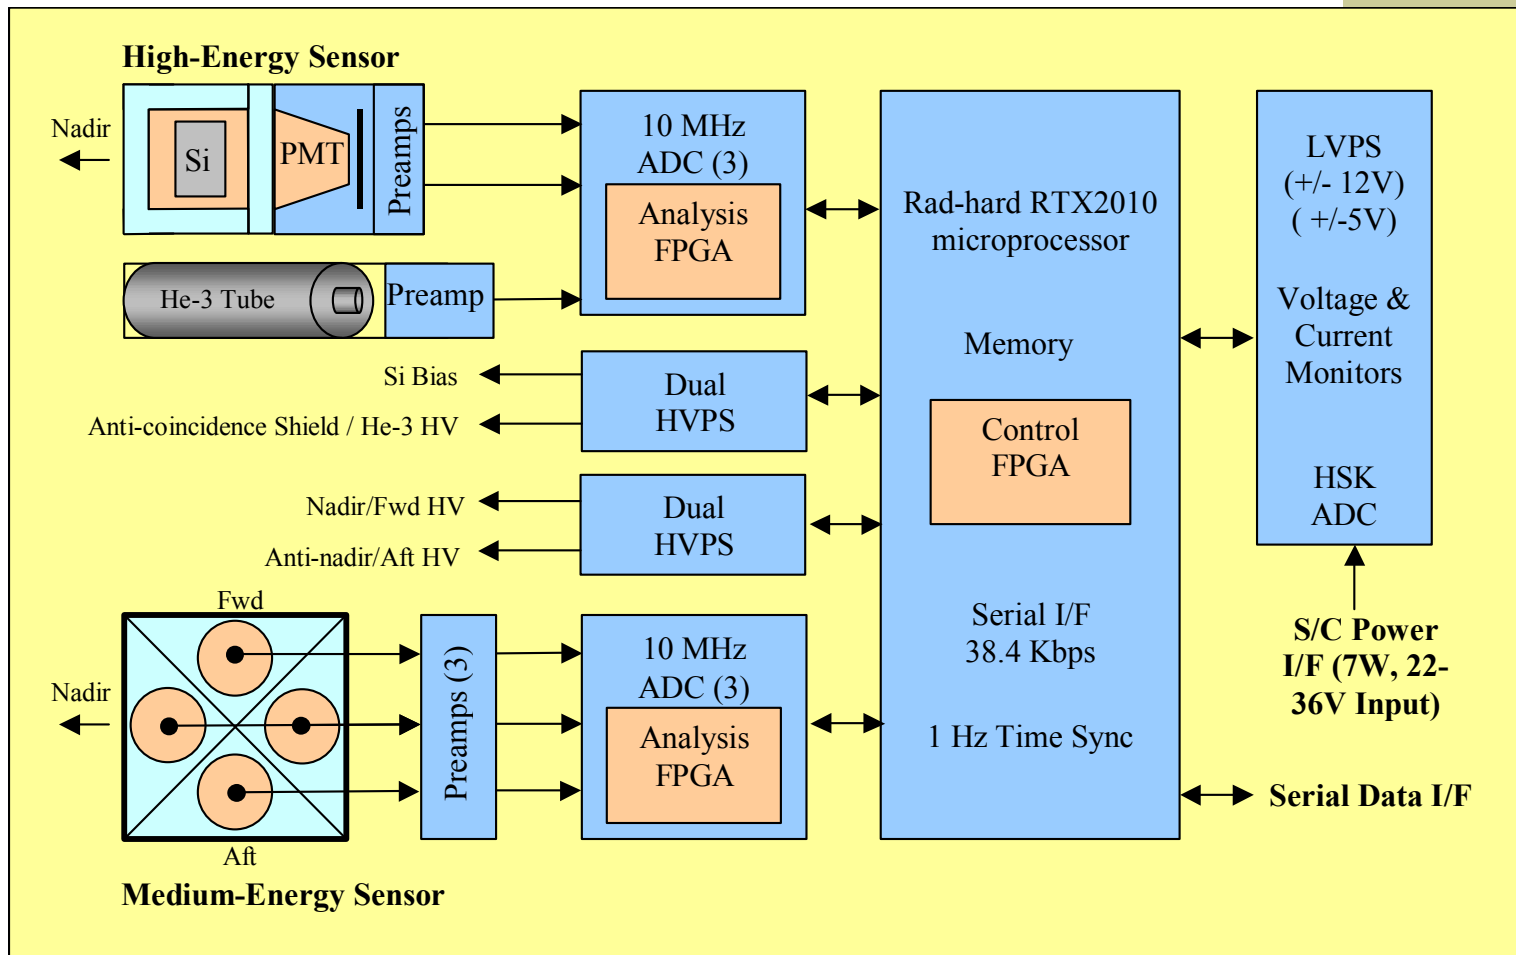 High-Energy Sensor
Nadir
Si
PMT
Preamps
10 MHz
ADC (3)
Analysis
FPGA
He-3 Tube
Preamp
Si Bias
Anti-coincidence Shield / He-3 HV
Dual
HVPS
Nadir/Fwd HV
Anti-nadir/Aft HV
Dual
HVPS
Fwd
Nadir
Aft
Medium-Energy Sensor
Preamps (3)
10 MHz
ADC (3)
Analysis
FPGA
Rad-hard RTX2010
microprocessor
Memory
Control
FPGA
Serial I/F
38.4 Kbps
1 Hz Time Sync
LVPS
(+/- 12V)
( +/-5V)
Voltage &
Current
Monitors
HSK
ADC
S/C Power
I/F (7W, 22-
36V Input)
Serial Data I/F